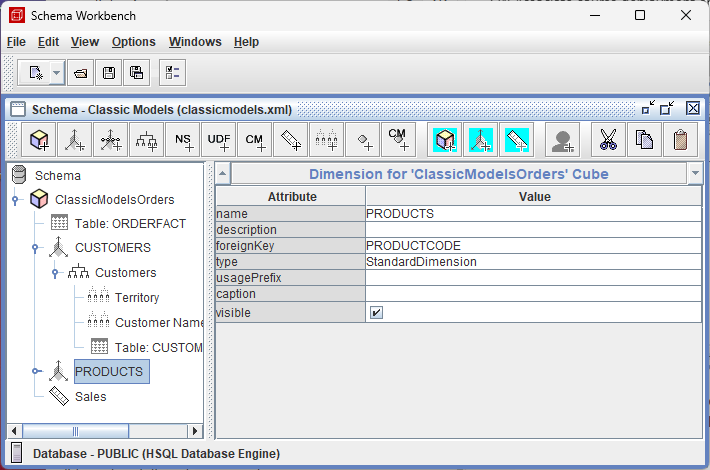 Schema Workbench
File Edit View Options Windows Help
Schema - Classic Models (classicmodels.xml)
NS UDF CM CM
Schema
ClassicModelsOrders
Table: ORDERFACT
CUSTOMERS
Customers
Territory
Customer Name
Table: CUSTOM
PRODUCTS
Sales
Dimension for 'ClassicModelsOrders' Cube
Attribute Value
name PRODUCTS
description
foreignKey PRODUCTCODE
type StandardDimension
usagePrefix
caption
visible
Database - PUBLIC (HSQL Database Engine)